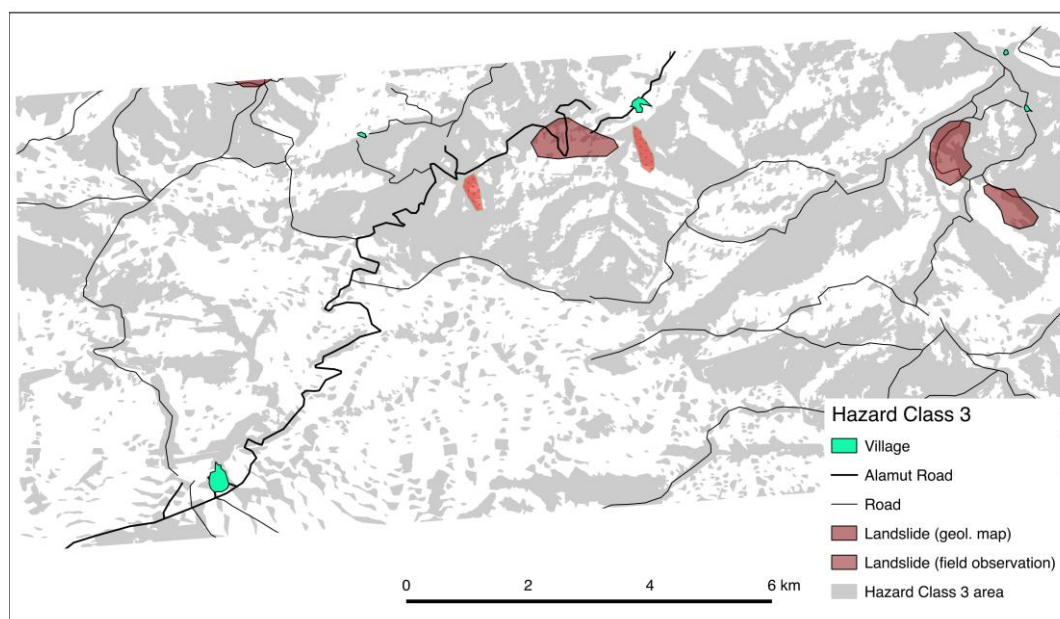 Hazard Class 3
Village
Alamut Road
Road
Landslide (geol. map)
Landslide (field observation)
Hazard Class 3 area
0 2 4 6 km